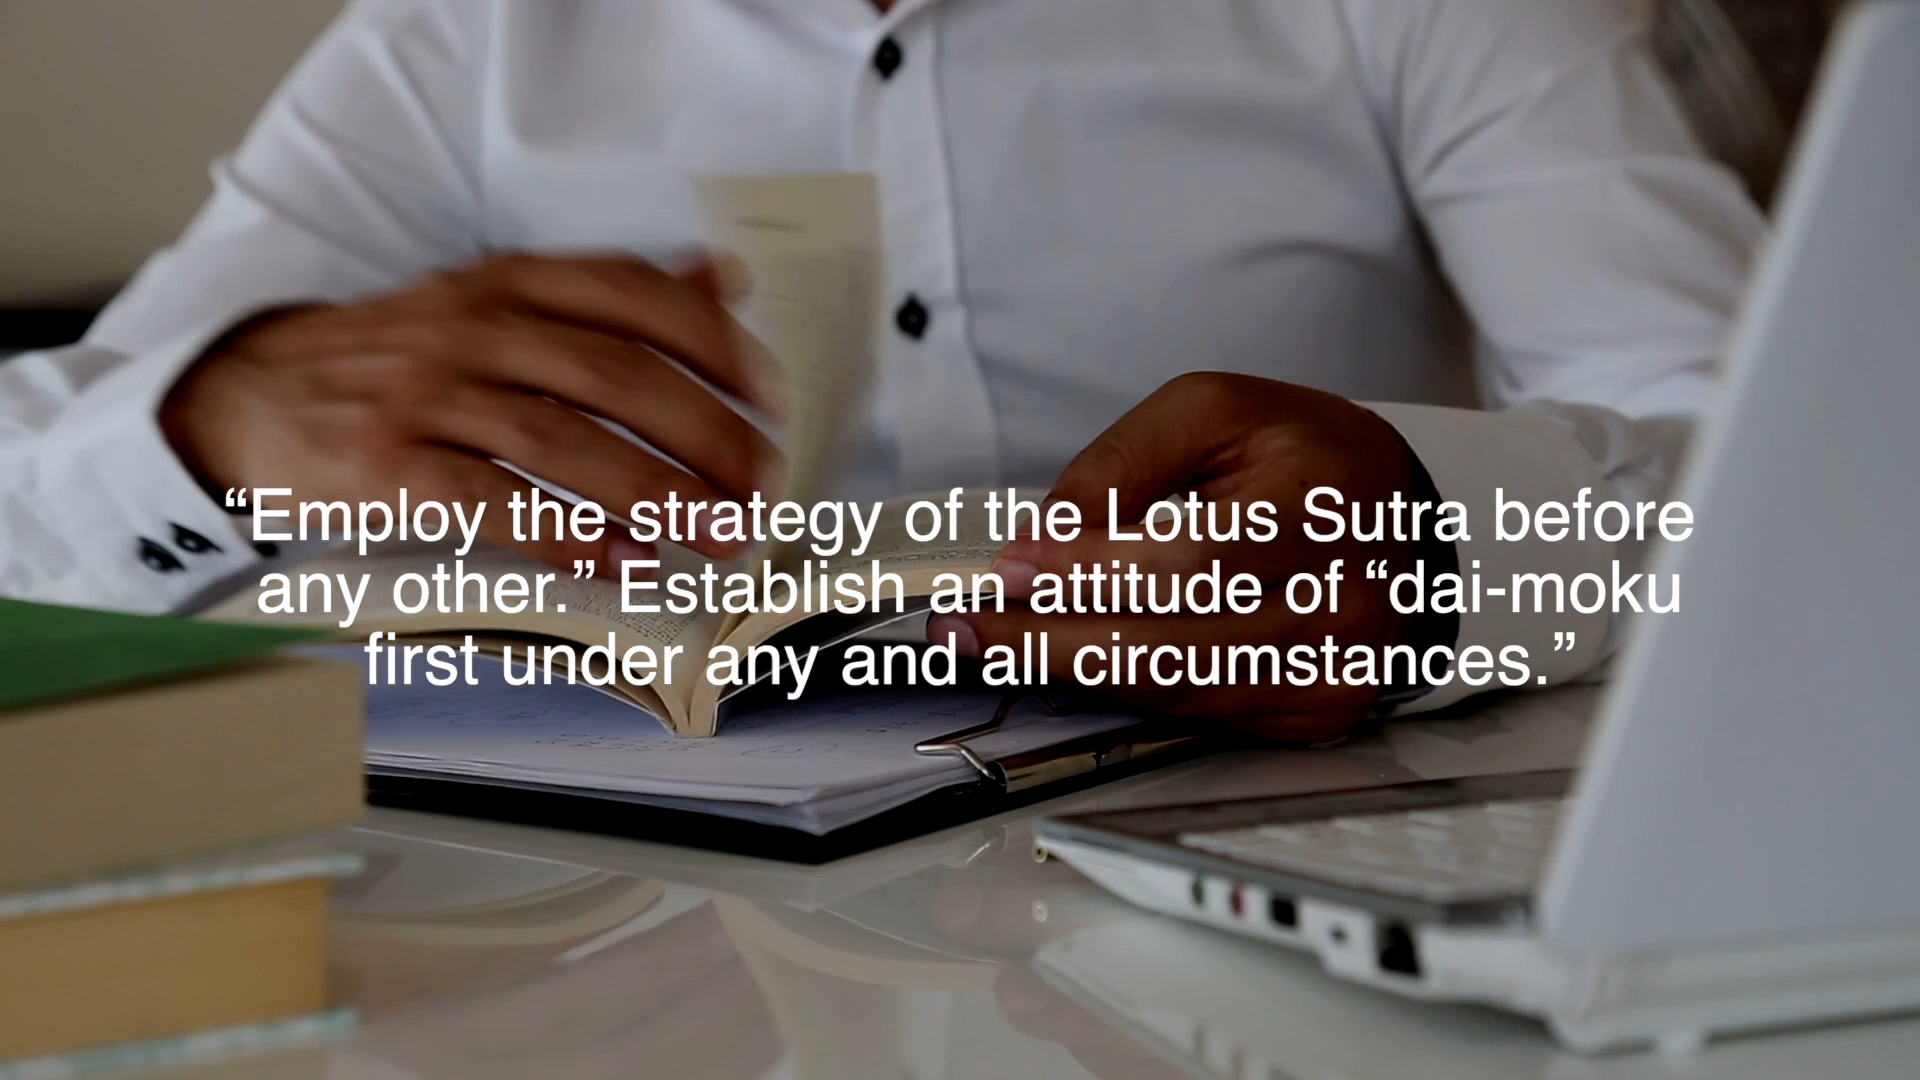 “Employ the strategy of the Lotus Sutra before
any other.” Establish an attitude of “dai-moku
first under any and all circumstances.”